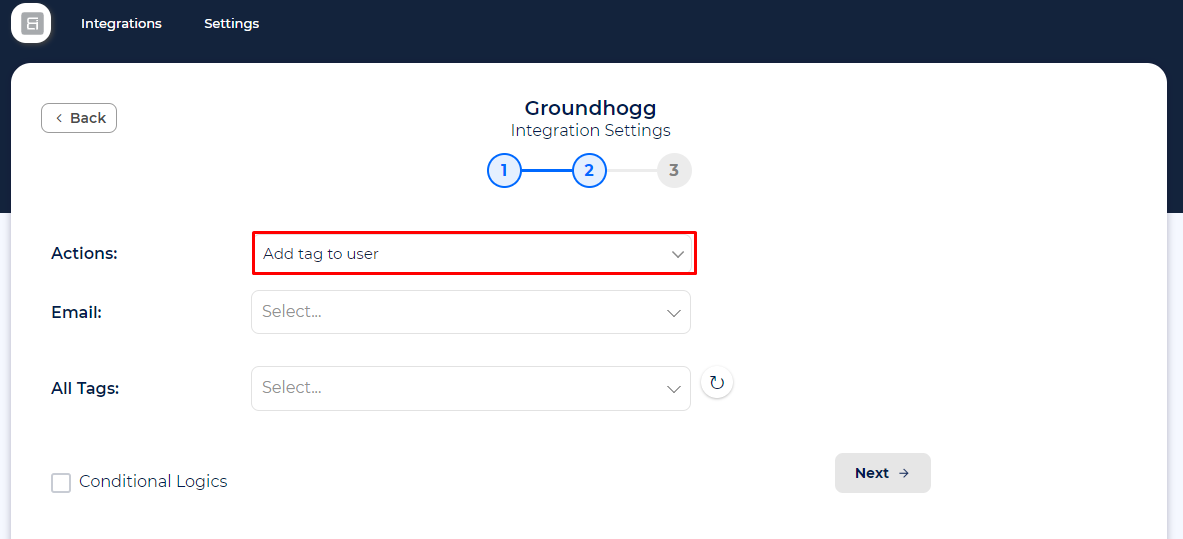 Integrations
Settings
Back
Groundhogg
Integration Settings
1
2
3
Actions:
Add tag to user
Email:
Select...
All Tags:
Select...
Conditional Logics
Next